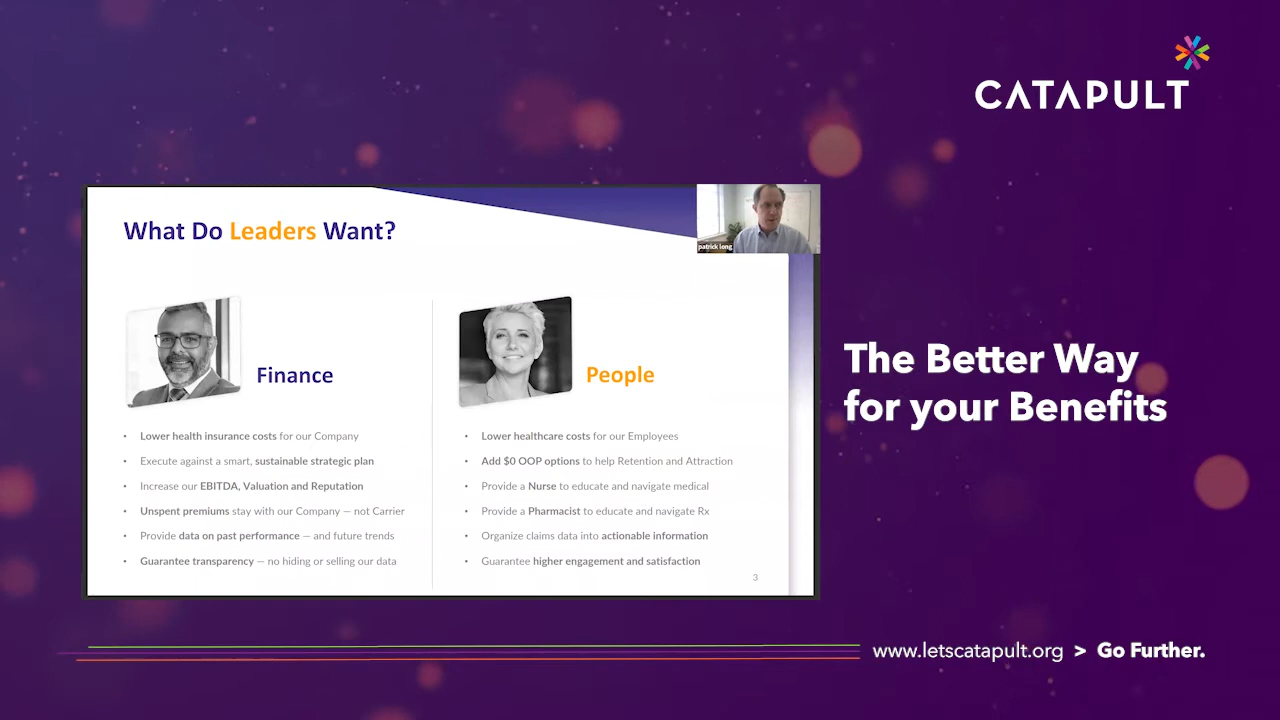 CATAPULT
What Do Leaders Want?
patrick long
Finance
• Lower health insurance costs for our Company
• Execute against a smart, sustainable strategic plan
• Increase our EBITDA, Valuation and Reputation
• Unspent premiums stay with our Company — not Carrier
• Provide data on past performance — and future trends
• Guarantee transparency — no hiding or selling our data
People
• Lower healthcare costs for our Employees
• Add $0 OOP options to help Retention and Attraction
• Provide a Nurse to educate and navigate medical
• Provide a Pharmacist to educate and navigate Rx
• Organize claims data into actionable information
• Guarantee higher engagement and satisfaction
3
The Better Way
for your Benefits
www.letscatapult.org > Go Further.